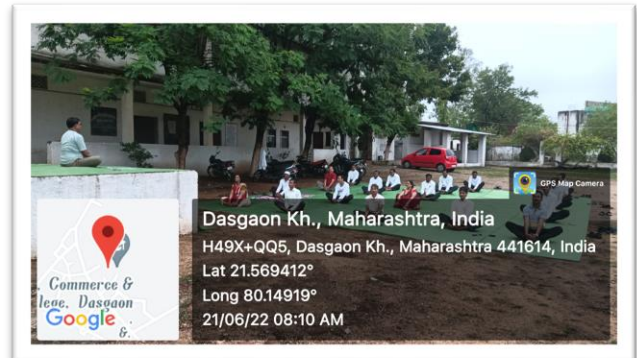 GPS Map Camera
Dasgaon Kh., Maharashtra, India
H49X+QQ5, Dasgaon Kh., Maharashtra 441614, India
Lat 21.569412°
Long 80.14919°
21/06/22 08:10 AM
Commerce &
lege, Dasgaon
&
Google